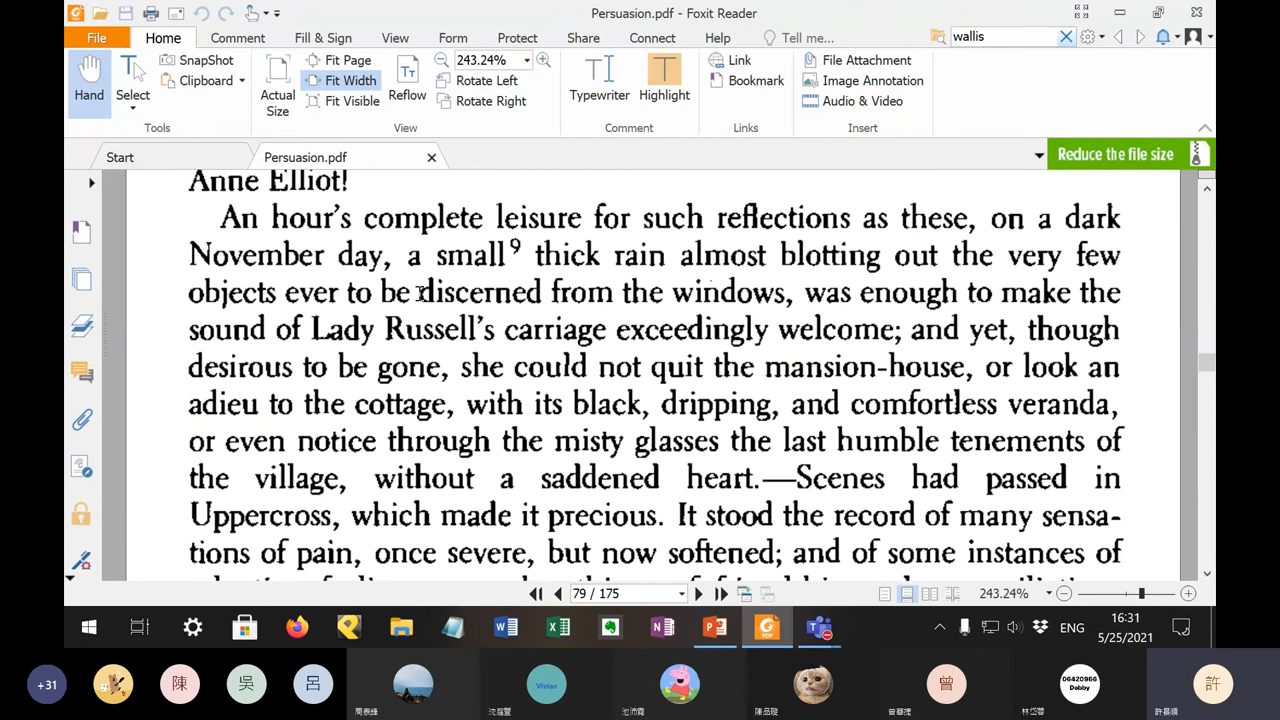 Persuasion.pdf - Foxit Reader
File Home Comment Fill & Sign View Form Protect Share Connect Help Tell me... wallis
Hand
Select
SnapShot
Clipboard
Tools
Actual Size
Fit Page
Fit Width
Fit Visible
Reflow
243.24%
Rotate Left
Rotate Right
View
Typewriter
Highlight
Comment
Link
Bookmark
Links
File Attachment
Image Annotation
Audio & Video
Insert
Start Persuasion.pdf Reduce the file size
Anne Elliot!
An hour's complete leisure for such reflections as these, on a dark
November day, a small⁹ thick rain almost blotting out the very few
objects ever to be discerned from the windows, was enough to make the
sound of Lady Russell's carriage exceedingly welcome; and yet, though
desirous to be gone, she could not quit the mansion-house, or look an
adieu to the cottage, with its black, dripping, and comfortless veranda,
or even notice through the misty glasses the last humble tenements of
the village, without a saddened heart.—Scenes had passed in
Uppercross, which made it precious. It stood the record of many sensa-
tions of pain, once severe, but now softened; and of some instances of
79 / 175 243.24%
ENG 16:31
5/25/2021
+31 陳 吳 呂 Vivian 曾 06420966 Debby 許